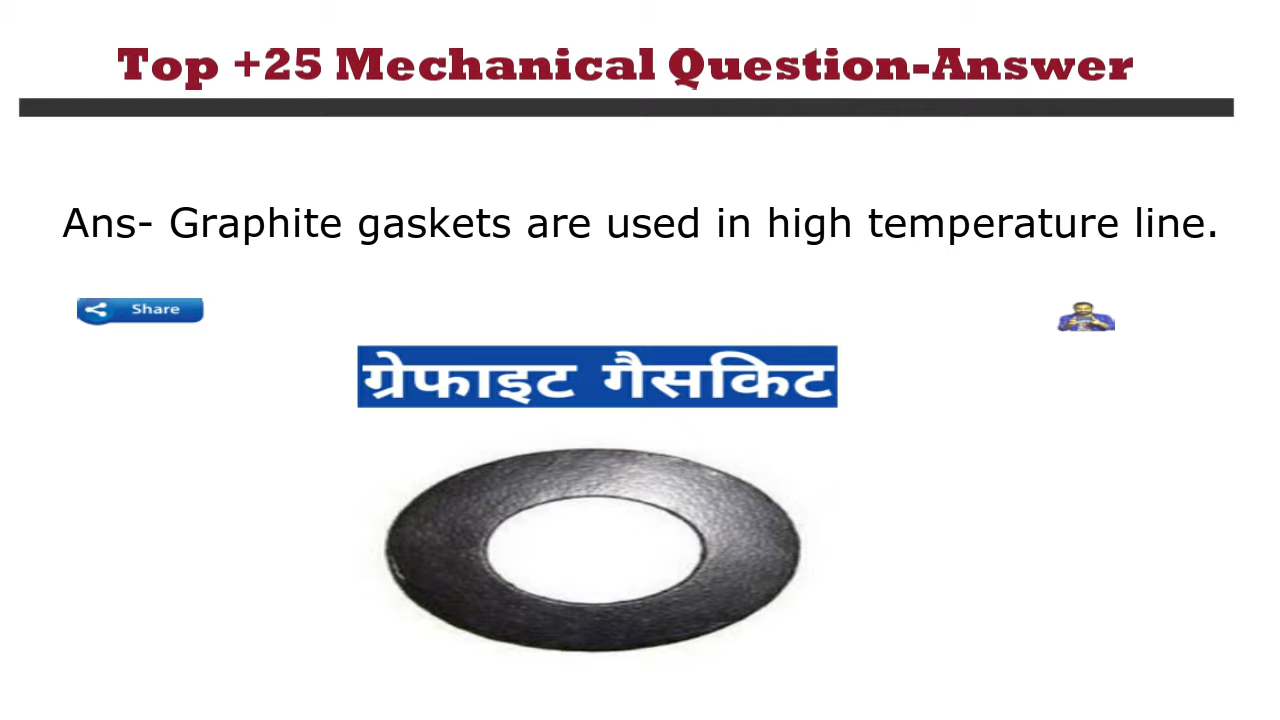 Top +25 Mechanical Question-Answer
Ans- Graphite gaskets are used in high temperature line.
Share
ग्रेफाइट गैसकिट